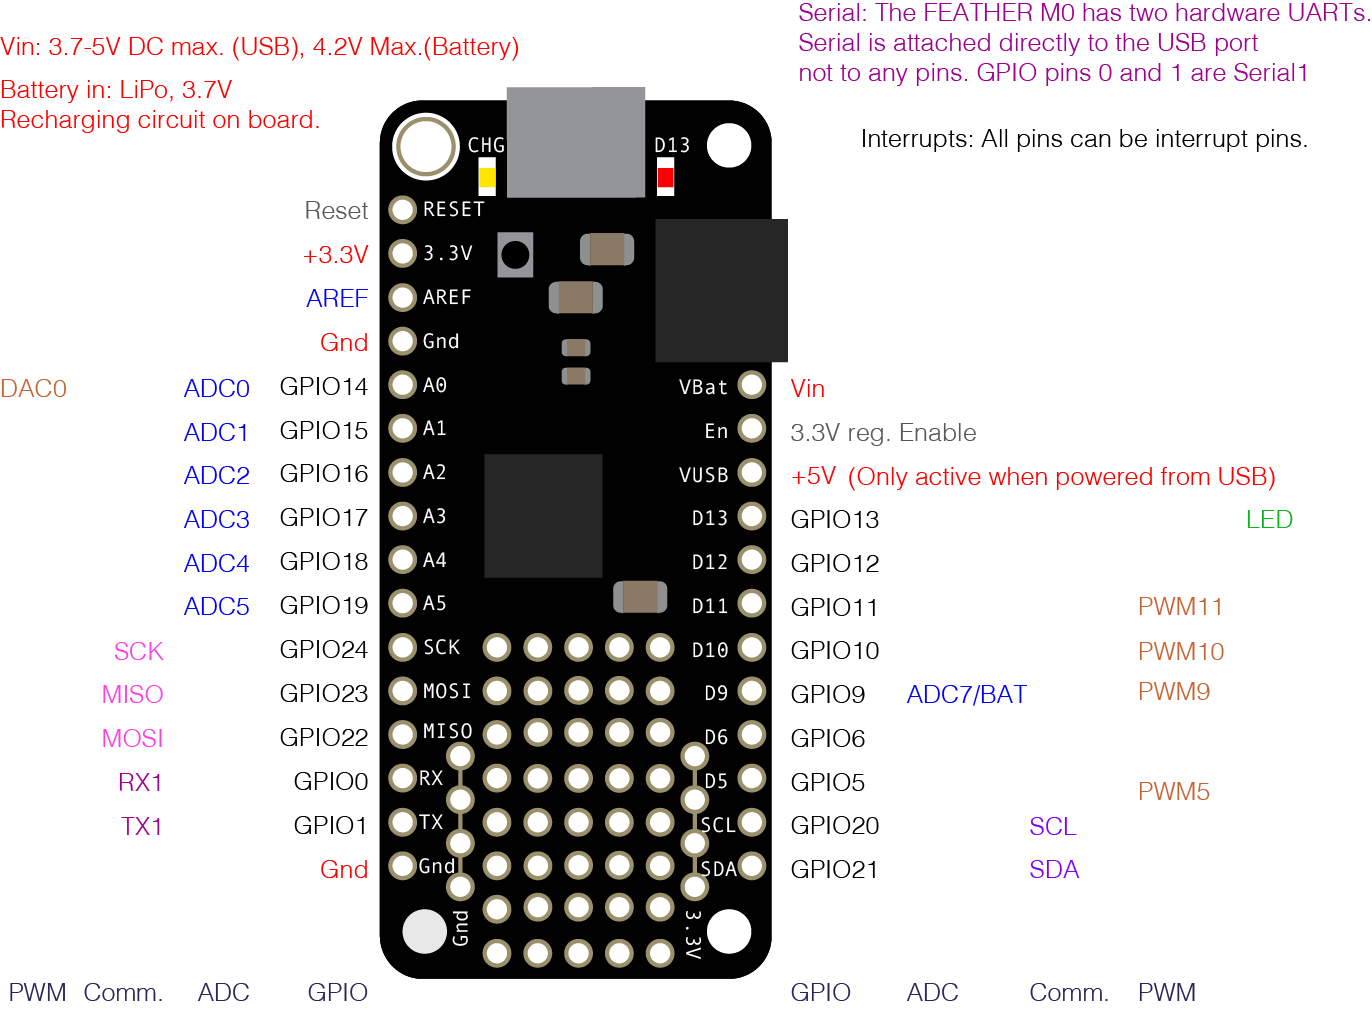 Serial: The FEATHER M0 has two hardware UARTs.
Serial is attached directly to the USB port
not to any pins. GPIO pins 0 and 1 are Serial1
Vin: 3.7-5V DC max. (USB), 4.2V Max.(Battery)
Battery in: LiPo, 3.7V
Recharging circuit on board.
Interrupts: All pins can be interrupt pins.
CHG D13
Reset RESET
+3.3V 3.3V
AREF AREF
Gnd Gnd
DAC0 ADC0 GPIO14 A0 VBat Vin
ADC1 GPIO15 A1 En 3.3V reg. Enable
ADC2 GPIO16 A2 VUSB +5V (Only active when powered from USB)
ADC3 GPIO17 A3 D13 GPIO13 LED
ADC4 GPIO18 A4 D12 GPIO12
ADC5 GPIO19 A5 D11 GPIO11 PWM11
SCK GPIO24 SCK D10 GPIO10 PWM10
MISO GPIO23 MOSI D9 GPIO9 ADC7/BAT PWM9
MOSI GPIO22 MISO D6 GPIO6
RX1 GPIO0 RX D5 GPIO5 PWM5
TX1 GPIO1 TX SCL GPIO20 SCL
Gnd Gnd SDA GPIO21 SDA
Gnd 3.3V
PWM Comm. ADC GPIO GPIO ADC Comm. PWM